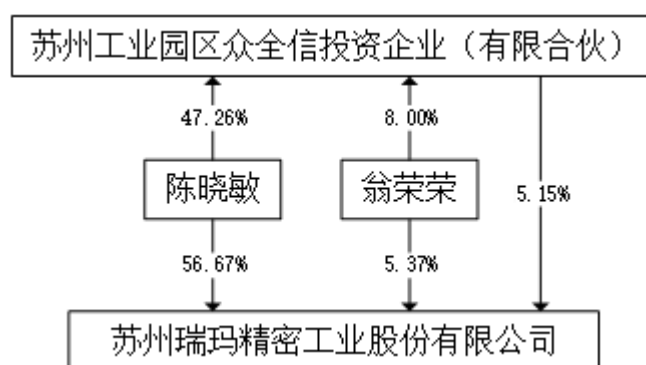 苏州工业园区众全信投资企业（有限合伙）
47.26% 8.00%
陈晓敏 翁荣荣 5.15%
56.67% 5.37%
苏州瑞玛精密工业股份有限公司